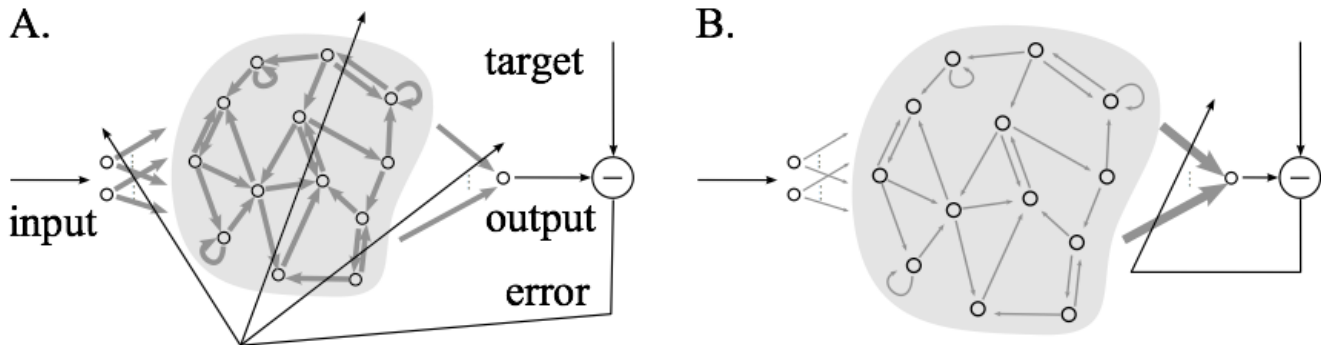 A.
B.
target
input
output
error